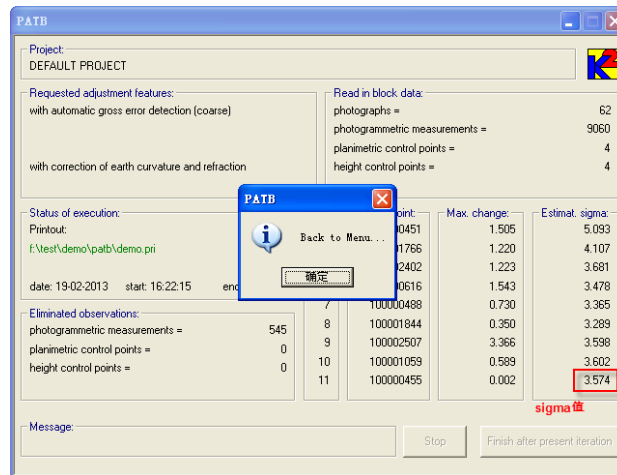 PATB
Project:
DEFAULT PROJECT
K2
Requested adjustment features:
with automatic gross error detection (coarse)
with correction of earth curvature and refraction
Read in block data:
photographs = 62
photogrammetric measurements = 9060
planimetric control points = 4
height control points = 4
Status of execution:
Printout:
f:\test\demo\patb\demo.pri
date: 19-02-2013 start: 16:22:15
Eliminated observations:
photogrammetric measurements = 545
planimetric control points = 0
height control points = 0
PATB
Back to Menu...
确定
Max. change: Estimat. sigma:
1.505 5.093
1.220 4.107
1.223 3.681
1.543 3.478
7 100000488 0.730 3.365
8 100001844 0.350 3.289
9 100002507 3.366 3.598
10 100001059 0.589 3.602
11 100000455 0.002 3.574
sigma值
Message:
Stop
Finish after present iteration